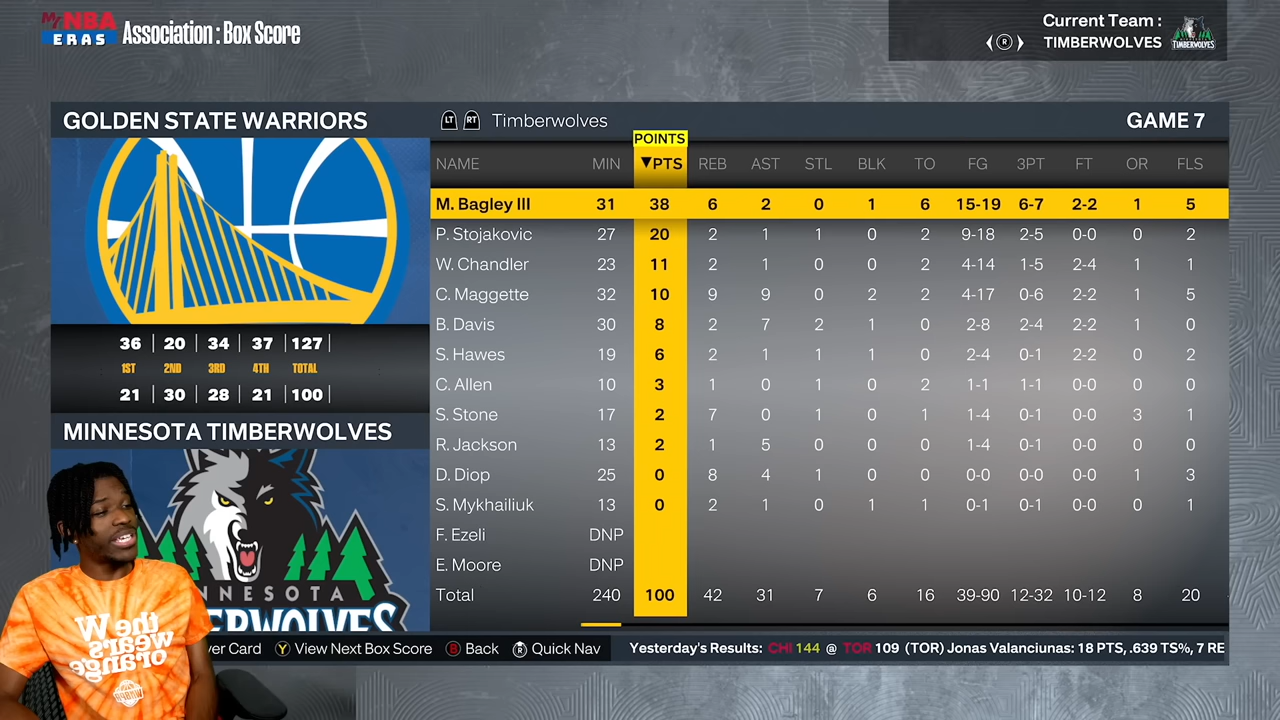 My NBA
ERAS
Association : Box Score
Current Team :
R TIMBERWOLVES
TIMBERWOLVES
GOLDEN STATE WARRIORS
LT RT Timberwolves
GAME 7
POINTS
NAME MIN ▼PTS REB AST STL BLK TO FG 3PT FT OR FLS
M. Bagley III 31 38 6 2 0 1 6 15-19 6-7 2-2 1 5
P. Stojakovic 27 20 2 1 1 0 2 9-18 2-5 0-0 0 2
W. Chandler 23 11 2 1 0 0 2 4-14 1-5 2-4 1 1
C. Maggette 32 10 9 9 0 2 2 4-17 0-6 2-2 1 5
B. Davis 30 8 2 7 2 1 0 2-8 2-4 2-2 1 0
S. Hawes 19 6 2 1 1 1 0 2-4 0-1 2-2 0 2
C. Allen 10 3 1 0 1 0 2 1-1 1-1 0-0 0 0
S. Stone 17 2 7 0 1 0 1 1-4 0-1 0-0 3 1
R. Jackson 13 2 1 5 0 0 0 1-4 0-1 0-0 0 0
D. Diop 25 0 8 4 1 0 0 0-0 0-0 0-0 1 3
S. Mykhailiuk 13 0 2 1 0 1 1 0-1 0-1 0-0 0 1
F. Ezeli DNP
E. Moore DNP
Total 240 100 42 31 7 6 16 39-90 12-32 10-12 8 20
36 20 34 37 127
1ST 2ND 3RD 4TH TOTAL
21 30 28 21 100
MINNESOTA TIMBERWOLVES
NNESOTA
ERWOLVES
the W
wears
orange
WNBA
ver Card Y View Next Box Score B Back R Quick Nav
Yesterday's Results: CHI 144 @ TOR 109 (TOR) Jonas Valanciunas: 18 PTS, .639 TS%, 7 RE